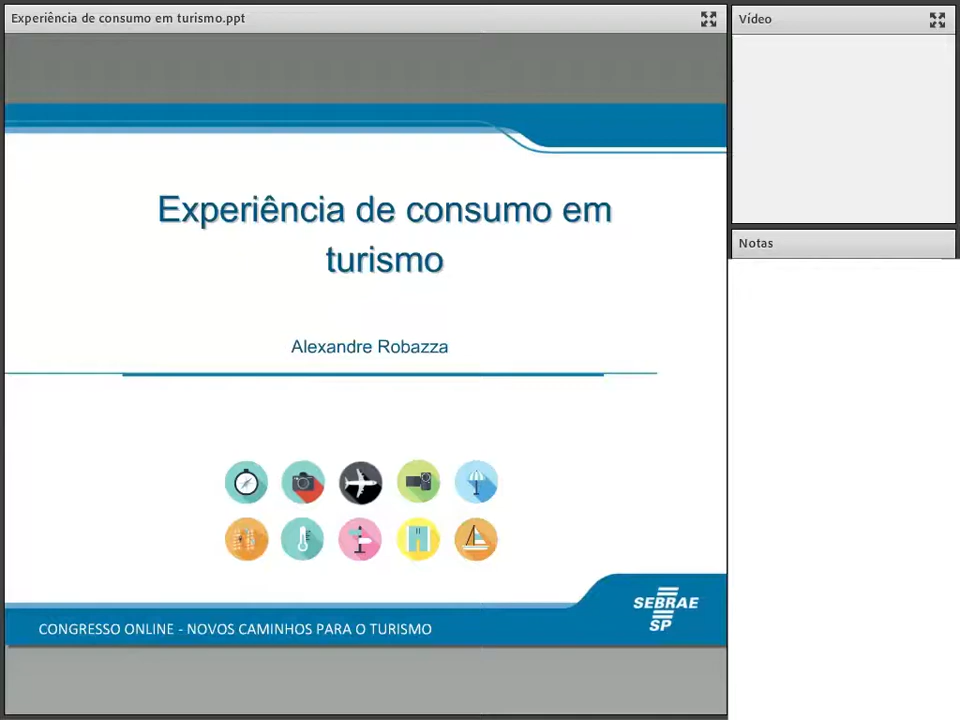 Experiência de consumo em turismo.ppt
Vídeo
Notas
Experiência de consumo em
turismo
Alexandre Robazza
CONGRESSO ONLINE - NOVOS CAMINHOS PARA O TURISMO
SEBRAE
SP